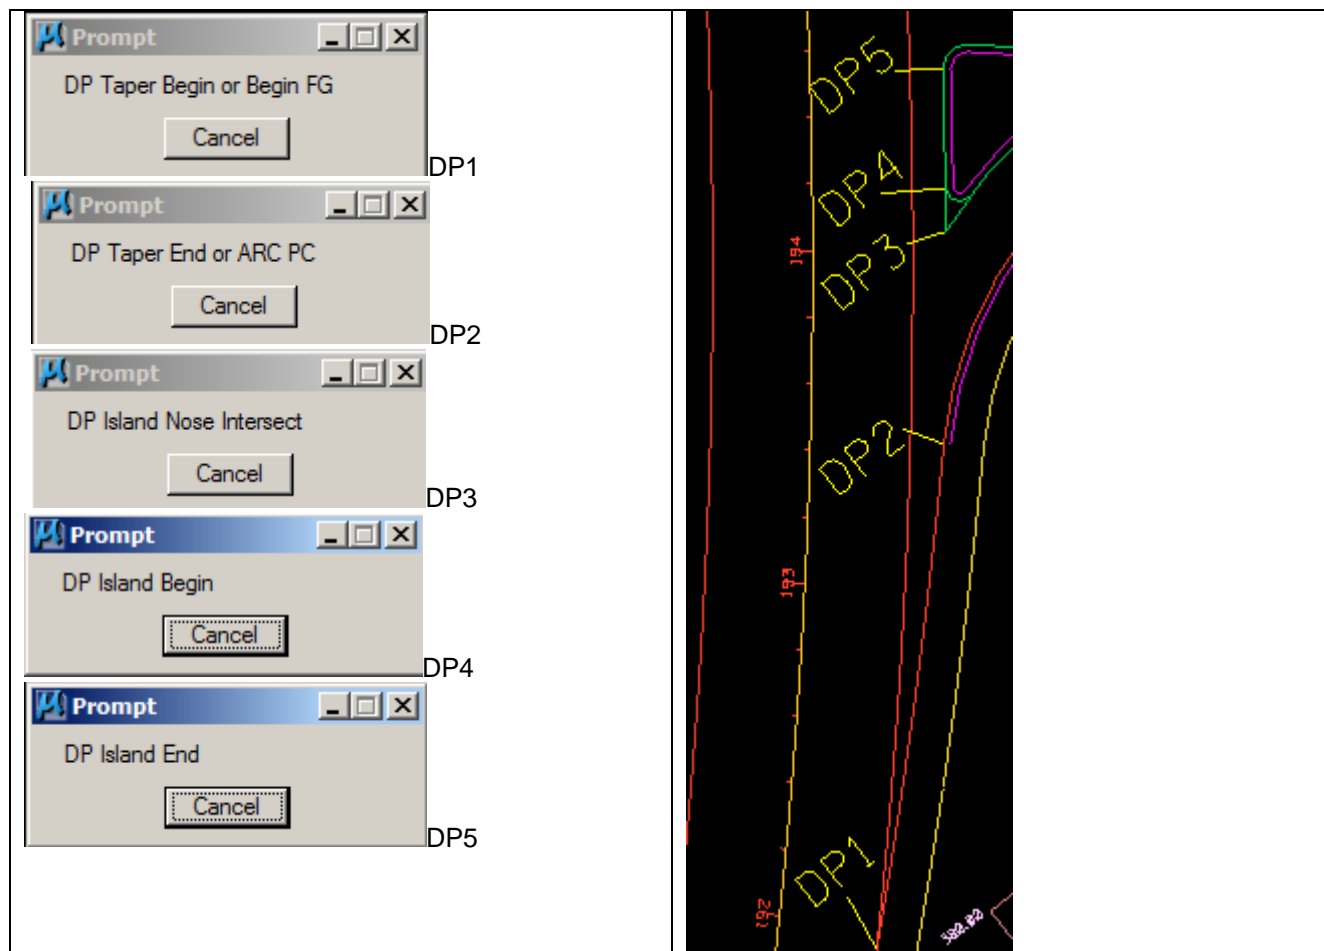 Prompt
DP Taper Begin or Begin FG
Cancel
DP1
Prompt
DP Taper End or ARC PC
Cancel
DP2
Prompt
DP Island Nose Intersect
Cancel
DP3
Prompt
DP Island Begin
Cancel
DP4
Prompt
DP Island End
Cancel
DP5
DP5
DP4
194
DP3
DP2
193
DP1
192
380.00